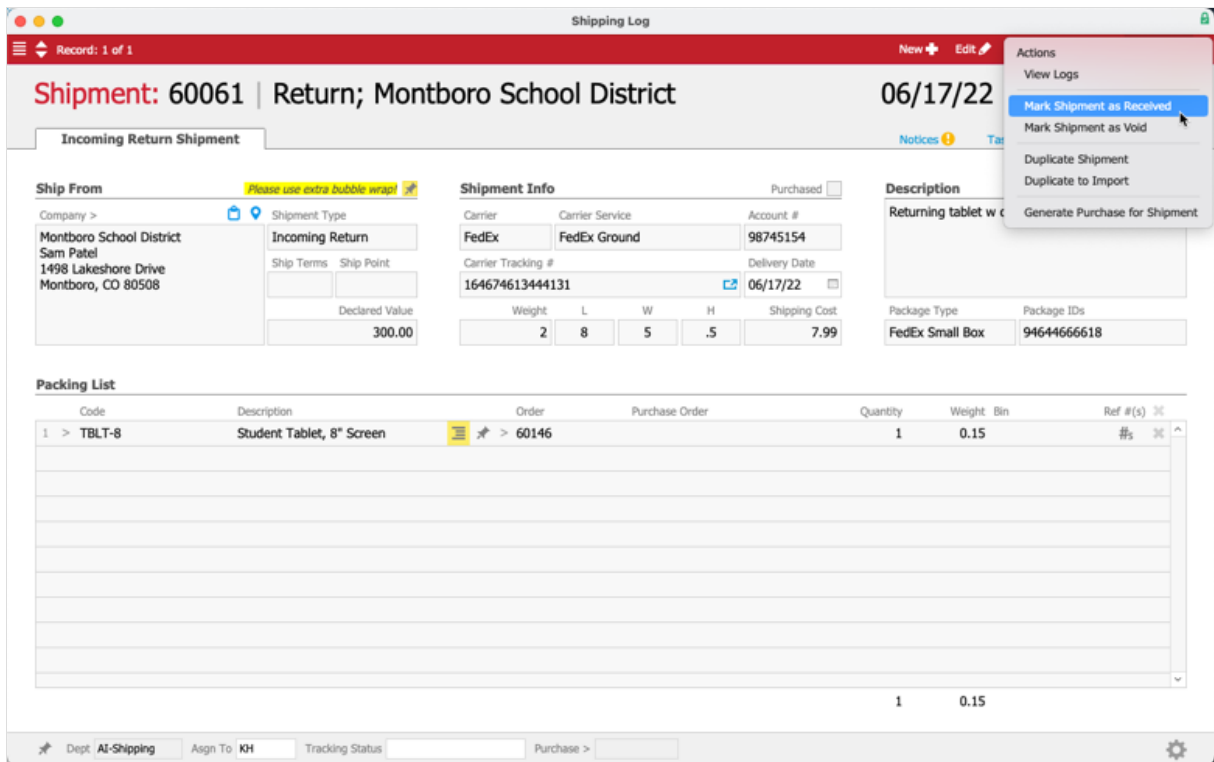 Shipping Log
Record: 1 of 1
New Edit
Actions
View Logs
Mark Shipment as Received
Mark Shipment as Void
Duplicate Shipment
Duplicate to Import
Generate Purchase for Shipment
Shipment: 60061 | Return; Montboro School District 06/17/22
Incoming Return Shipment
Notices
Ship From Please use extra bubble wrap!
Company > Shipment Type
Montboro School District Incoming Return
Sam Patel
1498 Lakeshore Drive
Montboro, CO 80508
Ship Terms Ship Point
Declared Value
300.00
Shipment Info Purchased
Carrier Carrier Service Account #
FedEx FedEx Ground 98745154
Carrier Tracking # Delivery Date
164674613444131 06/17/22
Weight L W H Shipping Cost
2 8 5 .5 7.99
Description
Returning tablet w
Package Type Package IDs
FedEx Small Box 94644666618
Packing List
Code Description Order Purchase Order Quantity Weight Bin Ref #(s)
1 > TBLT-8 Student Tablet, 8" Screen > 60146 1 0.15 #s
1 0.15
Dept AI-Shipping Asgn To KH Tracking Status Purchase >